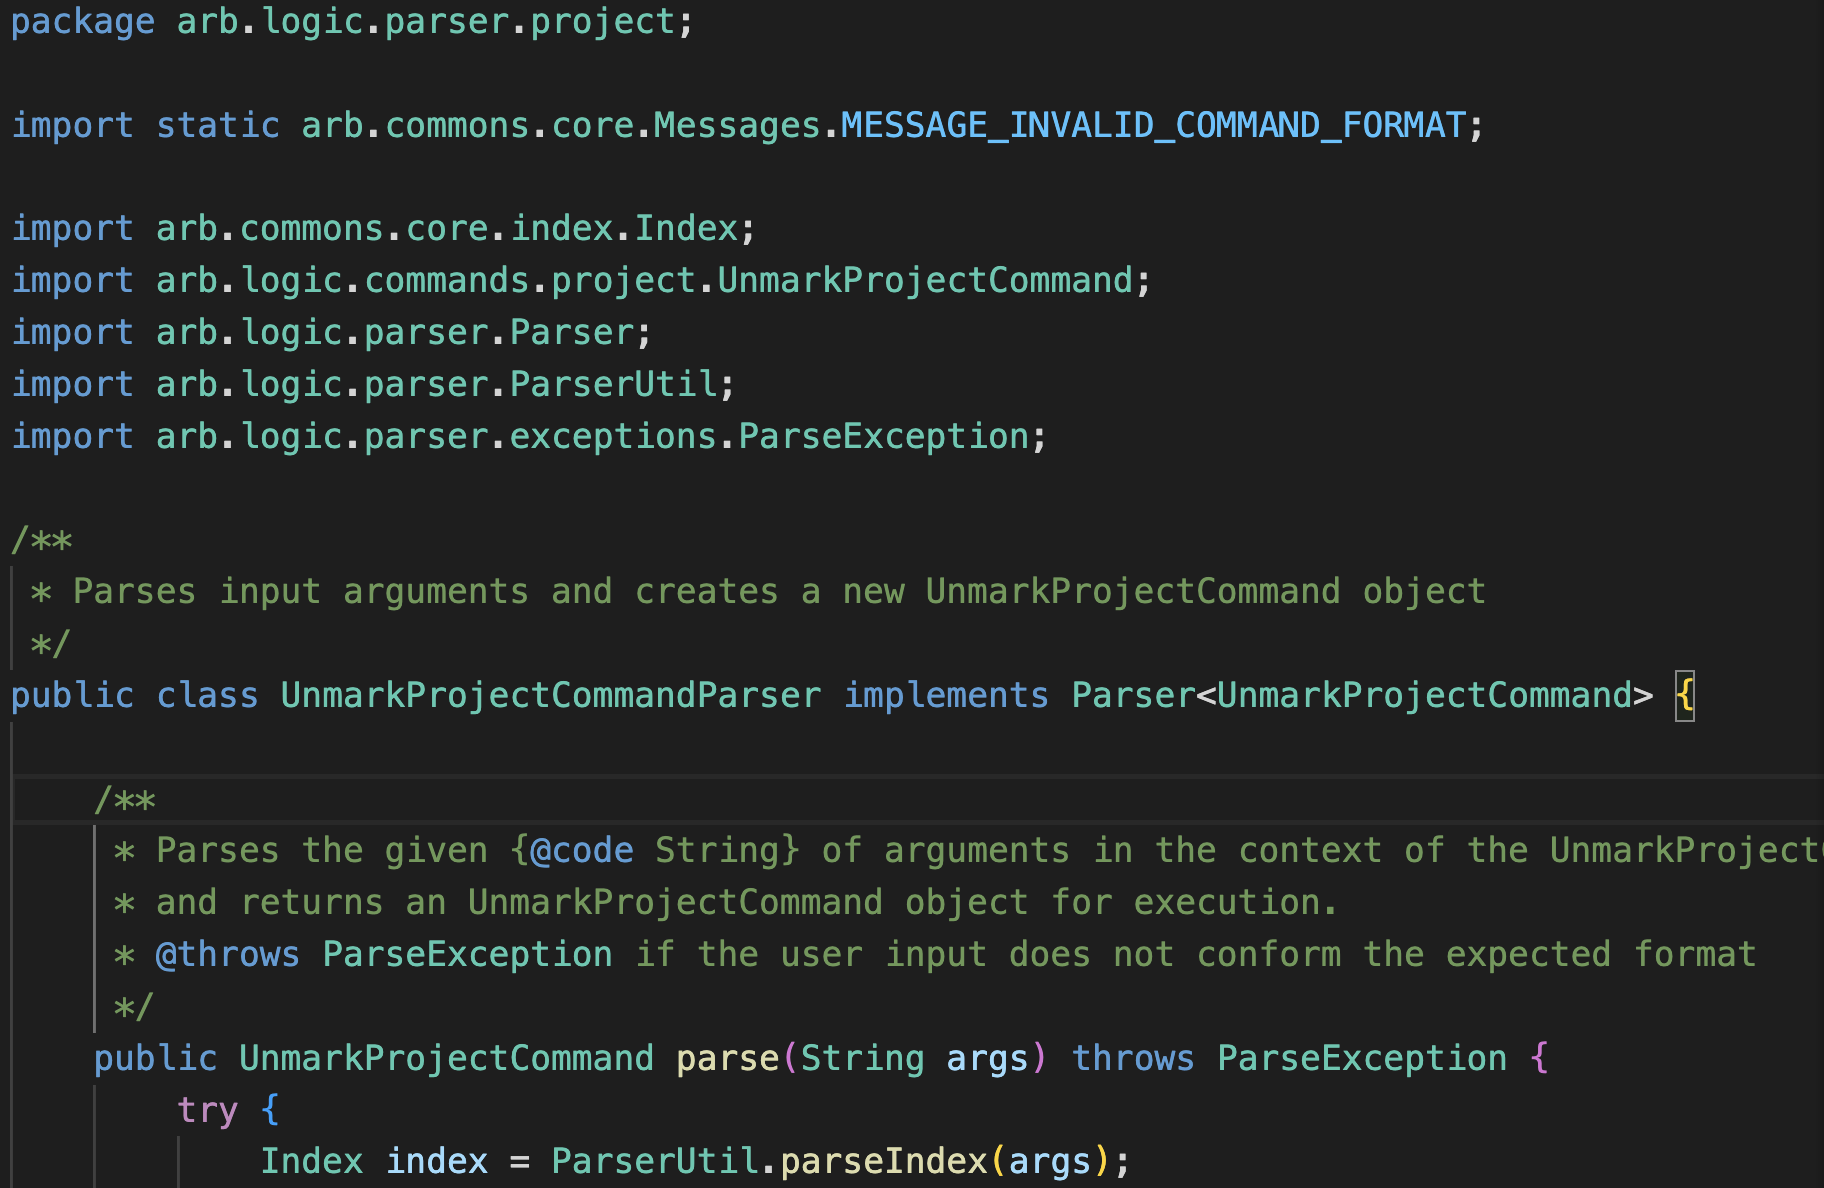 package arb.logic.parser.project;
import static arb.commons.core.Messages.MESSAGE_INVALID_COMMAND_FORMAT;
import arb.commons.core.index.Index;
import arb.logic.commands.project.UnmarkProjectCommand;
import arb.logic.parser.Parser;
import arb.logic.parser.ParserUtil;
import arb.logic.parser.exceptions.ParseException;
/**
* Parses input arguments and creates a new UnmarkProjectCommand object
*/
public class UnmarkProjectCommandParser implements Parser<UnmarkProjectCommand> {
/**
* Parses the given {@code String} of arguments in the context of the UnmarkProject
* and returns an UnmarkProjectCommand object for execution.
* @throws ParseException if the user input does not conform the expected format
*/
public UnmarkProjectCommand parse(String args) throws ParseException {
try {
Index index = ParserUtil.parseIndex(args);